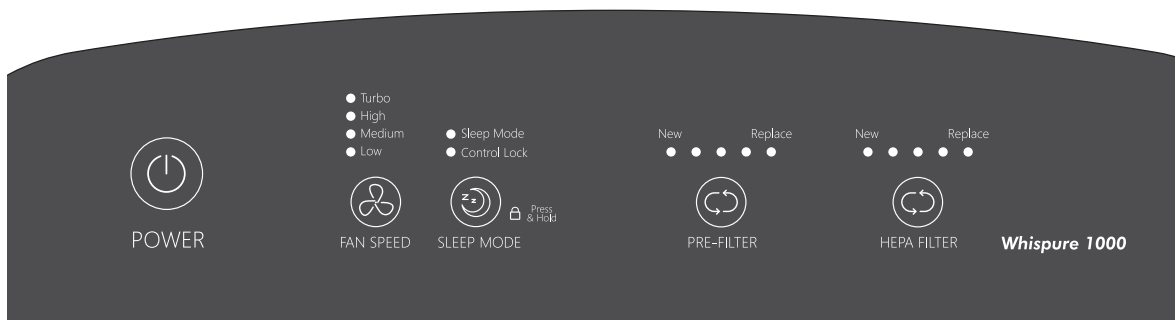 Turbo
High
Medium
Low
Sleep Mode
Control Lock
New Replace
New Replace
zz
Press
& Hold
POWER
FAN SPEED
SLEEP MODE
PRE-FILTER
HEPA FILTER
Whispure 1000